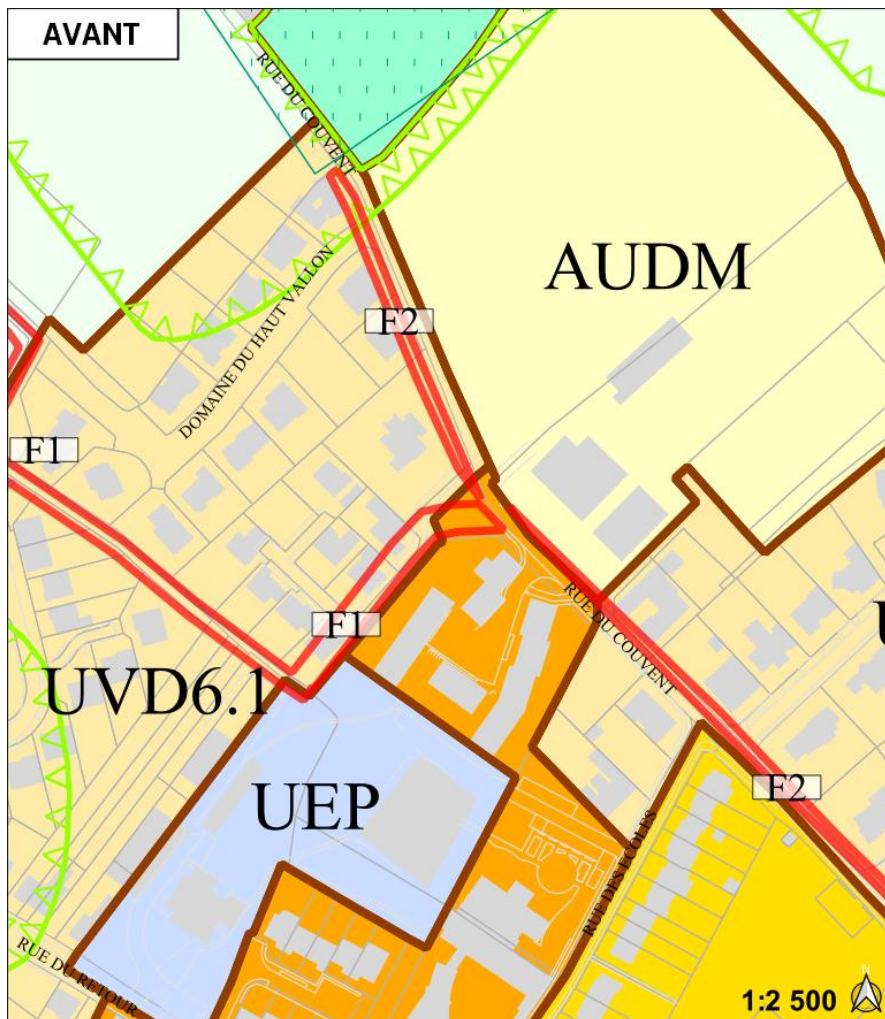 AVANT
RUE DU COUVENT
AUDM
DOMAINE DU HAUT VALLON
F2
F1
F1
RUE DU COUVENT
UVD6.1
UEP
F2
RUE DES ECOLES
RUE DU RETOUR
N
1:2 500